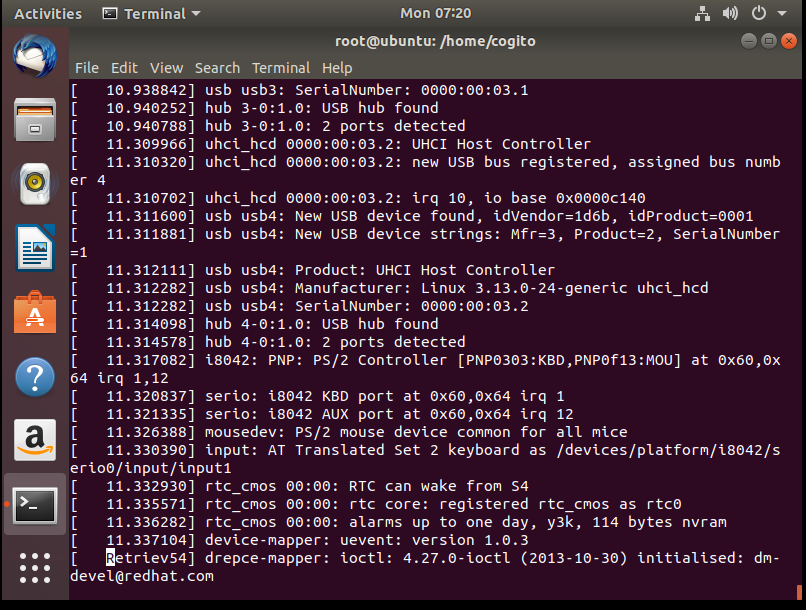 Activities Terminal Mon 07:20
root@ubuntu: /home/cogito
File Edit View Search Terminal Help
[   10.938842] usb usb3: SerialNumber: 0000:00:03.1
[   10.940252] hub 3-0:1.0: USB hub found
[   10.940788] hub 3-0:1.0: 2 ports detected
[   11.309966] uhci_hcd 0000:00:03.2: UHCI Host Controller
[   11.310320] uhci_hcd 0000:00:03.2: new USB bus registered, assigned bus numb
er 4
[   11.310702] uhci_hcd 0000:00:03.2: irq 10, io base 0x0000c140
[   11.311600] usb usb4: New USB device found, idVendor=1d6b, idProduct=0001
[   11.311881] usb usb4: New USB device strings: Mfr=3, Product=2, SerialNumber
=1
[   11.312111] usb usb4: Product: UHCI Host Controller
[   11.312282] usb usb4: Manufacturer: Linux 3.13.0-24-generic uhci_hcd
[   11.312282] usb usb4: SerialNumber: 0000:00:03.2
[   11.314098] hub 4-0:1.0: USB hub found
[   11.314578] hub 4-0:1.0: 2 ports detected
[   11.317082] i8042: PNP: PS/2 Controller [PNP0303:KBD,PNP0f13:MOU] at 0x60,0x
64 irq 1,12
[   11.320837] serio: i8042 KBD port at 0x60,0x64 irq 1
[   11.321335] serio: i8042 AUX port at 0x60,0x64 irq 12
[   11.326388] mousedev: PS/2 mouse device common for all mice
[   11.330390] input: AT Translated Set 2 keyboard as /devices/platform/i8042/s
erio0/input/input1
[   11.332930] rtc_cmos 00:00: RTC can wake from S4
[   11.335571] rtc_cmos 00:00: rtc core: registered rtc_cmos as rtc0
[   11.336282] rtc_cmos 00:00: alarms up to one day, y3k, 114 bytes nvram
[   11.337104] device-mapper: uevent: version 1.0.3
[   Retriev54] drepce-mapper: ioctl: 4.27.0-ioctl (2013-10-30) initialised: dm-
devel@redhat.com